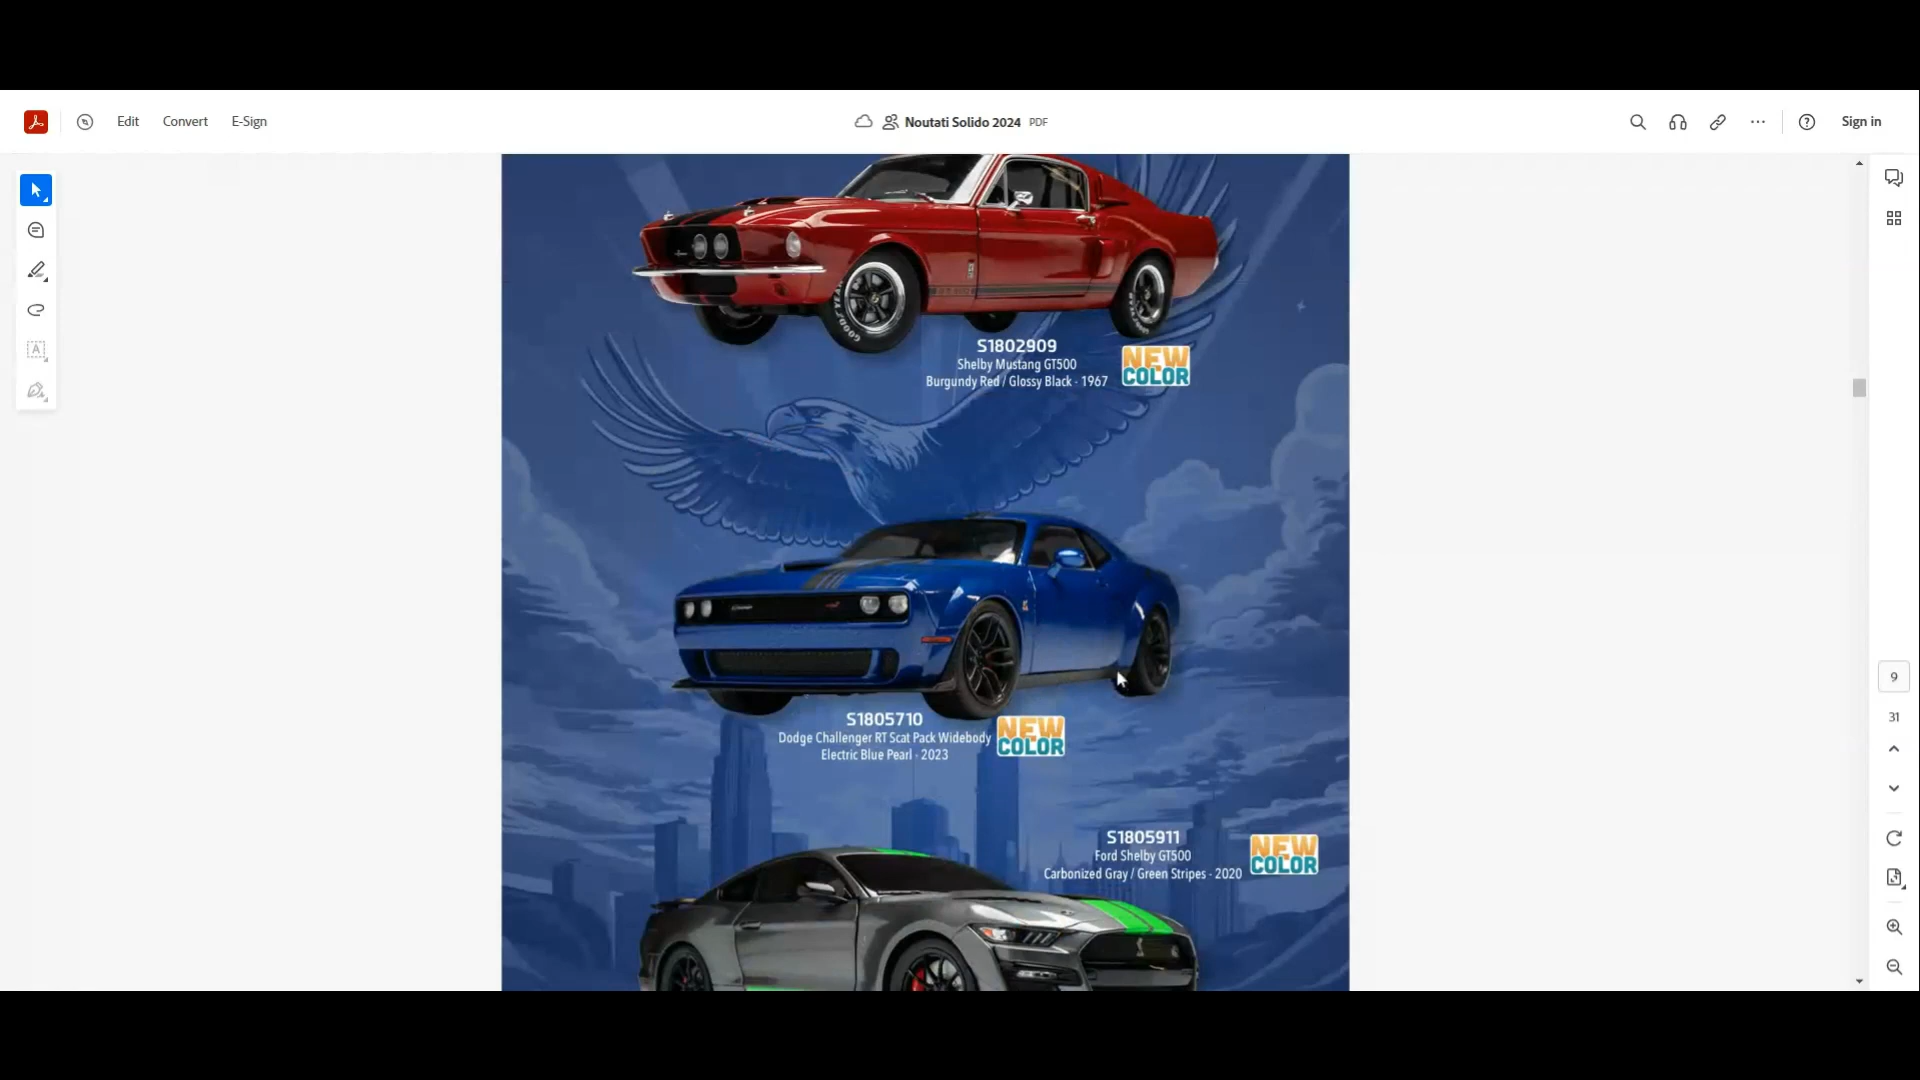 Edit
Convert
E-Sign
Noutati Solido 2024 PDF
Sign in
S1802909
Shelby Mustang GT500
Burgundy Red / Glossy Black - 1967
NEW
COLOR
S1805710
Dodge Challenger RT Scat Pack Widebody
Electric Blue Pearl - 2023
NEW
COLOR
S1805911
Ford Shelby GT500
Carbonized Gray / Green Stripes - 2020
NEW
COLOR
9
31